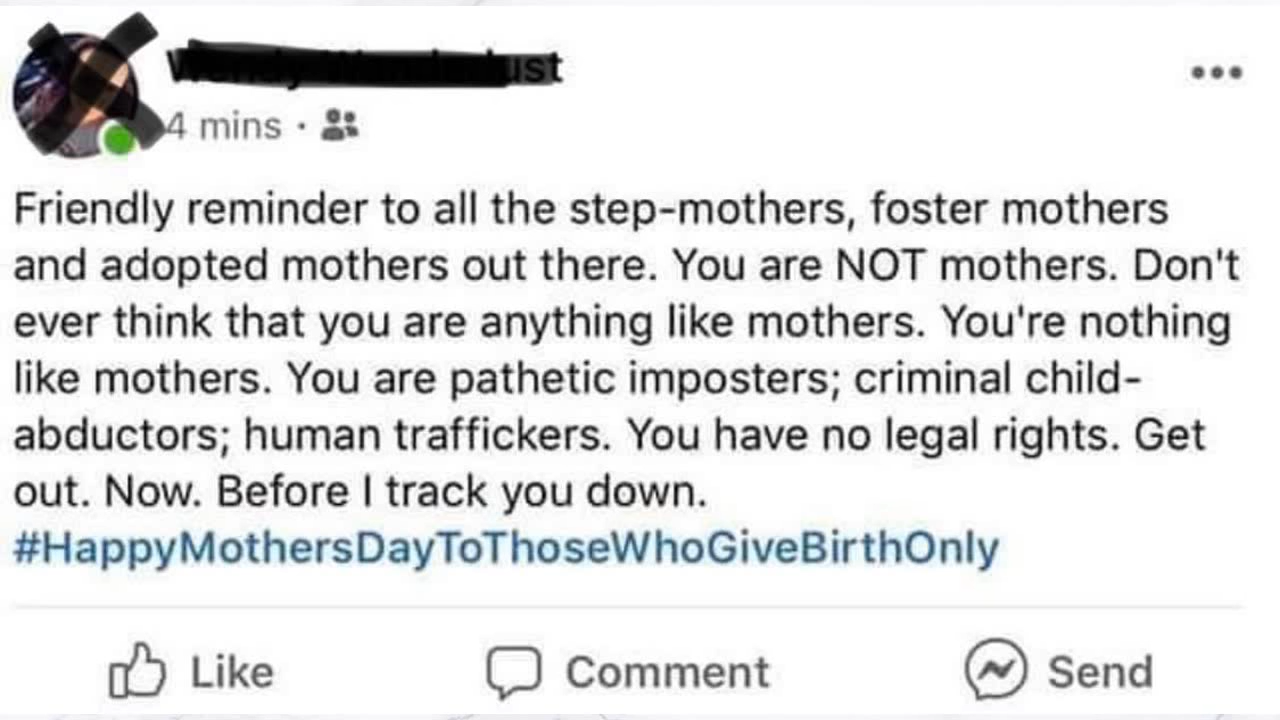 4 mins ·
Friendly reminder to all the step-mothers, foster mothers
and adopted mothers out there. You are NOT mothers. Don't
ever think that you are anything like mothers. You're nothing
like mothers. You are pathetic imposters; criminal child-
abductors; human traffickers. You have no legal rights. Get
out. Now. Before I track you down.
#HappyMothersDayToThoseWhoGiveBirthOnly
Like Comment Send